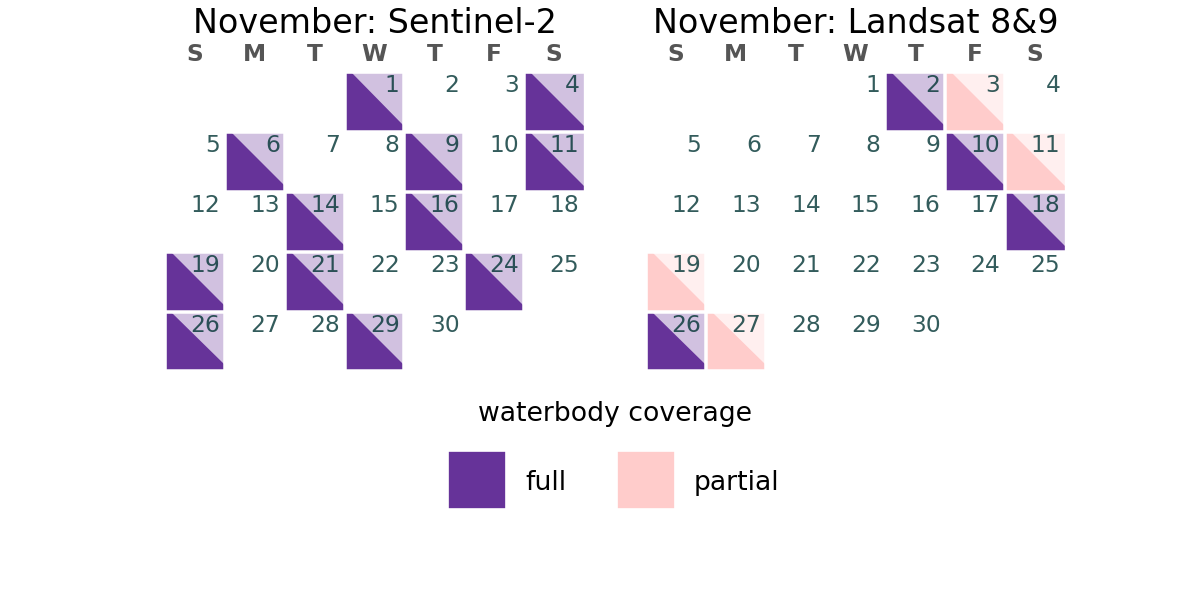 November: Sentinel-2
S M T W T F S
1 2 3 4
5 6 7 8 9 10 11
12 13 14 15 16 17 18
19 20 21 22 23 24 25
26 27 28 29 30
November: Landsat 8&9
S M T W T F S
1 2 3 4
5 6 7 8 9 10 11
12 13 14 15 16 17 18
19 20 21 22 23 24 25
26 27 28 29 30
waterbody coverage
full partial